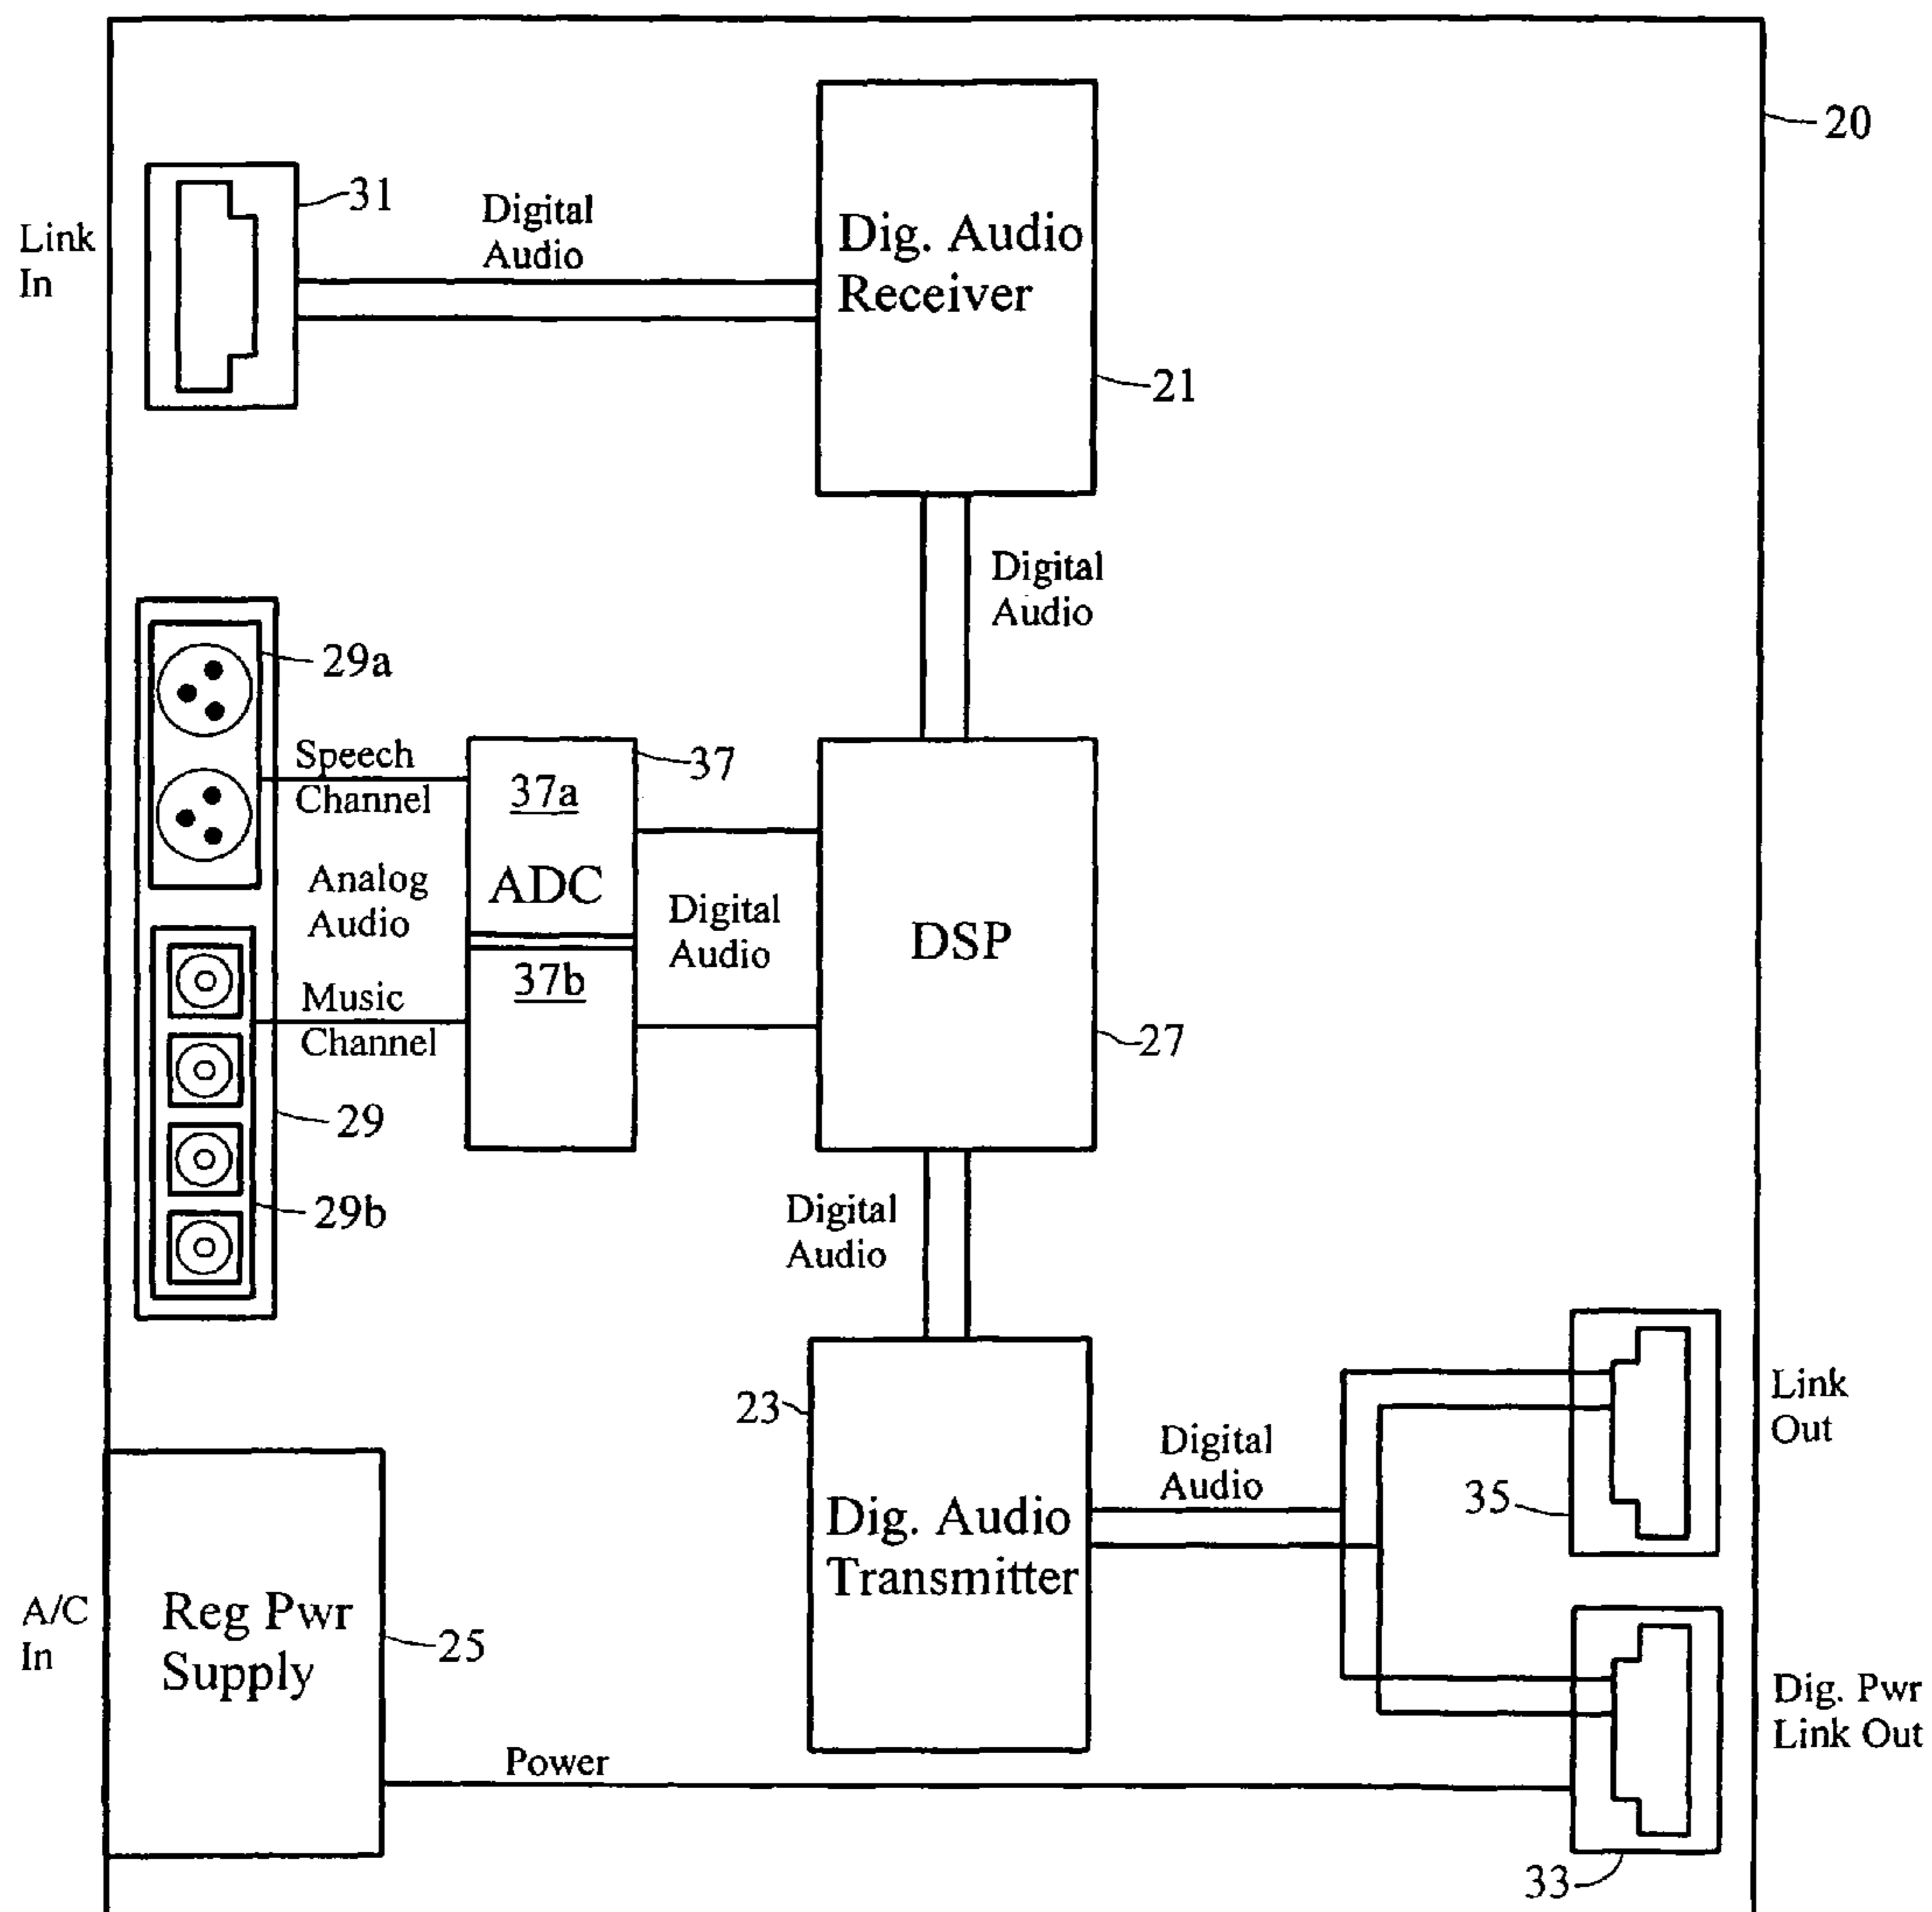 20
31
Link
In
Digital
Audio
Dig. Audio
Receiver
21
Digital
Audio
29a
Speech
Channel
37
37a
ADC
Analog
Audio
Digital
Audio
DSP
37b
Music
Channel
27
29
29b
Digital
Audio
23
Link
Out
Digital
Audio
35
Dig. Audio
Transmitter
A/C
In
Reg Pwr
Supply
25
Dig. Pwr
Link Out
Power
33